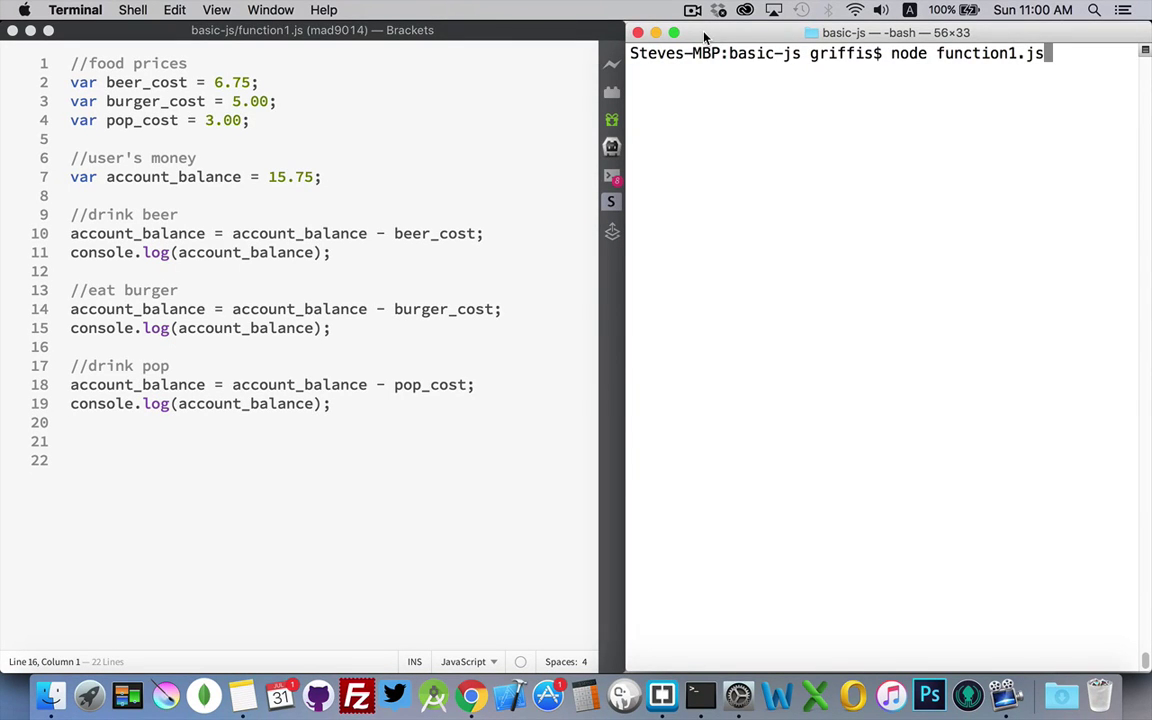 Terminal Shell Edit View Window Help A 100% Sun 11:00 AM
basic-js/function1.js (mad9014) — Brackets
basic-js — -bash — 56×33
Steves-MBP:basic-js griffis$ node function1.js
1 //food prices
2 var beer_cost = 6.75;
3 var burger_cost = 5.00;
4 var pop_cost = 3.00;
5
6 //user's money
7 var account_balance = 15.75;
8
9 //drink beer
10 account_balance = account_balance - beer_cost;
11 console.log(account_balance);
12
13 //eat burger
14 account_balance = account_balance - burger_cost;
15 console.log(account_balance);
16
17 //drink pop
18 account_balance = account_balance - pop_cost;
19 console.log(account_balance);
20
21
22
8
S
Line 16, Column 1 — 22 Lines INS JavaScript Spaces: 4
31 1 Fz 1 W X O Ps